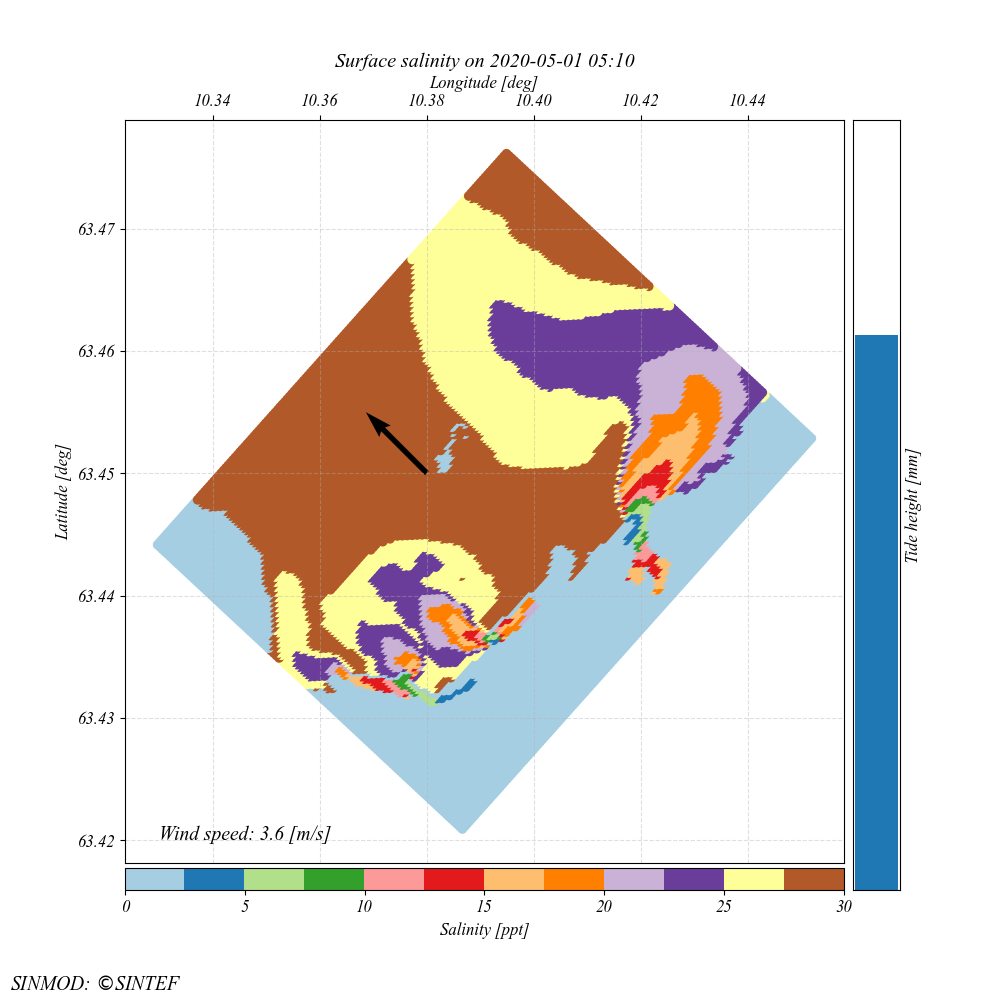 Surface salinity on 2020-05-01 05:10
Longitude [deg]
10.34 10.36 10.38 10.40 10.42 10.44
63.47
63.46
63.45
63.44
63.43
63.42
Latitude [deg]
Tide height [mm]
Wind speed: 3.6 [m/s]
0 5 10 15 20 25 30
Salinity [ppt]
SINMOD: ©SINTEF